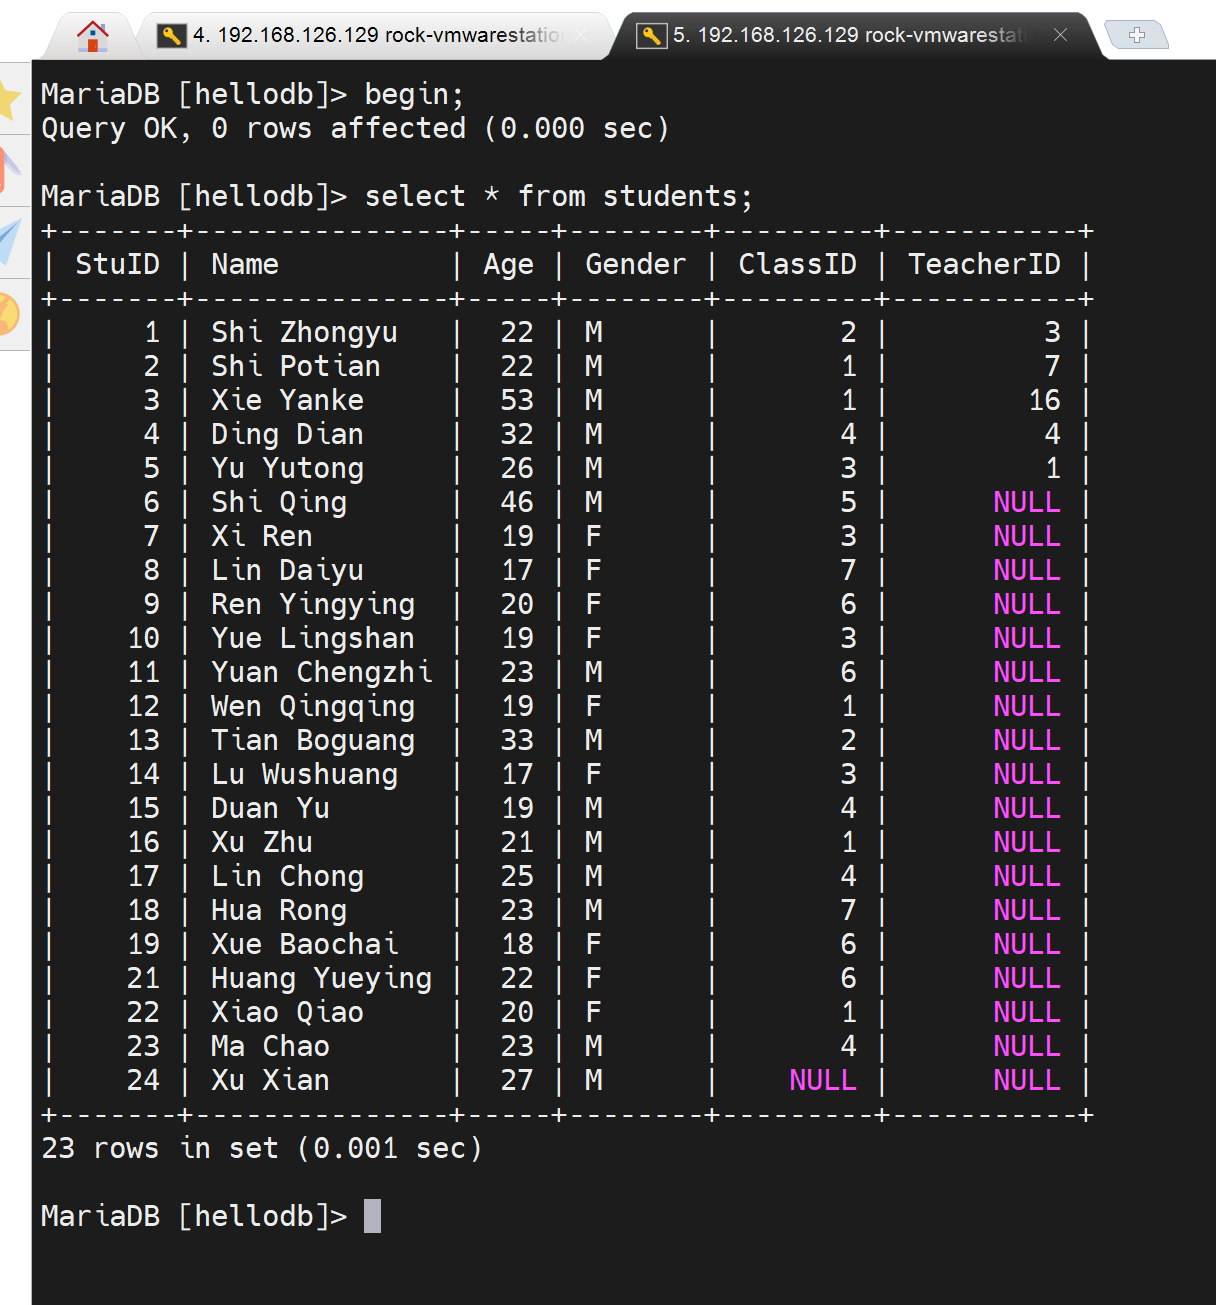 4. 192.168.126.129 rock-vmwarestatio
5. 192.168.126.129 rock-vmwarestat
MariaDB [hellodb]> begin;
Query OK, 0 rows affected (0.000 sec)
MariaDB [hellodb]> select * from students;
+-------+---------------+-----+--------+---------+-----------+
| StuID | Name          | Age | Gender | ClassID | TeacherID |
+-------+---------------+-----+--------+---------+-----------+
|     1 | Shi Zhongyu   |  22 | M      |       2 |         3 |
|     2 | Shi Potian    |  22 | M      |       1 |         7 |
|     3 | Xie Yanke     |  53 | M      |       1 |        16 |
|     4 | Ding Dian     |  32 | M      |       4 |         4 |
|     5 | Yu Yutong     |  26 | M      |       3 |         1 |
|     6 | Shi Qing      |  46 | M      |       5 |      NULL |
|     7 | Xi Ren        |  19 | F      |       3 |      NULL |
|     8 | Lin Daiyu     |  17 | F      |       7 |      NULL |
|     9 | Ren Yingying  |  20 | F      |       6 |      NULL |
|    10 | Yue Lingshan  |  19 | F      |       3 |      NULL |
|    11 | Yuan Chengzhi |  23 | M      |       6 |      NULL |
|    12 | Wen Qingqing  |  19 | F      |       1 |      NULL |
|    13 | Tian Boguang  |  33 | M      |       2 |      NULL |
|    14 | Lu Wushuang   |  17 | F      |       3 |      NULL |
|    15 | Duan Yu       |  19 | M      |       4 |      NULL |
|    16 | Xu Zhu        |  21 | M      |       1 |      NULL |
|    17 | Lin Chong     |  25 | M      |       4 |      NULL |
|    18 | Hua Rong      |  23 | M      |       7 |      NULL |
|    19 | Xue Baochai   |  18 | F      |       6 |      NULL |
|    21 | Huang Yueying |  22 | F      |       6 |      NULL |
|    22 | Xiao Qiao     |  20 | F      |       1 |      NULL |
|    23 | Ma Chao       |  23 | M      |       4 |      NULL |
|    24 | Xu Xian       |  27 | M      |    NULL |      NULL |
+-------+---------------+-----+--------+---------+-----------+
23 rows in set (0.001 sec)
MariaDB [hellodb]>